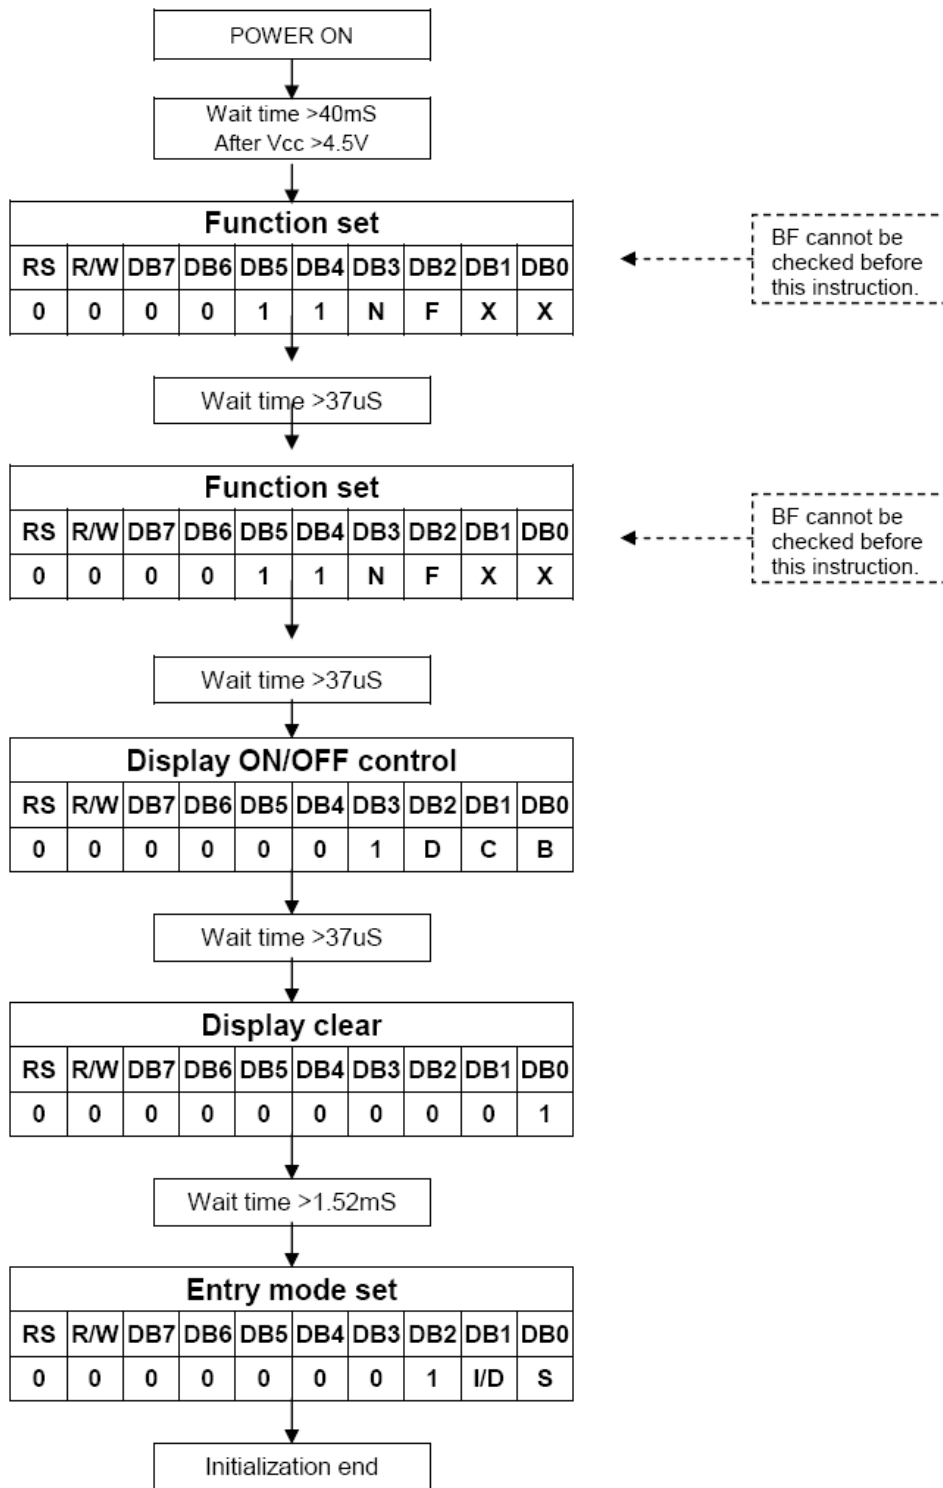 POWER ON
Wait time >40mS
After Vcc >4.5V
Function set
RS R/W DB7 DB6 DB5 DB4 DB3 DB2 DB1 DB0
0 0 0 0 1 1 N F X X
BF cannot be
checked before
this instruction.
Wait time >37uS
Function set
RS R/W DB7 DB6 DB5 DB4 DB3 DB2 DB1 DB0
0 0 0 0 1 1 N F X X
BF cannot be
checked before
this instruction.
Wait time >37uS
Display ON/OFF control
RS R/W DB7 DB6 DB5 DB4 DB3 DB2 DB1 DB0
0 0 0 0 0 0 1 D C B
Wait time >37uS
Display clear
RS R/W DB7 DB6 DB5 DB4 DB3 DB2 DB1 DB0
0 0 0 0 0 0 0 0 0 1
Wait time >1.52mS
Entry mode set
RS R/W DB7 DB6 DB5 DB4 DB3 DB2 DB1 DB0
0 0 0 0 0 0 0 1 I/D S
Initialization end